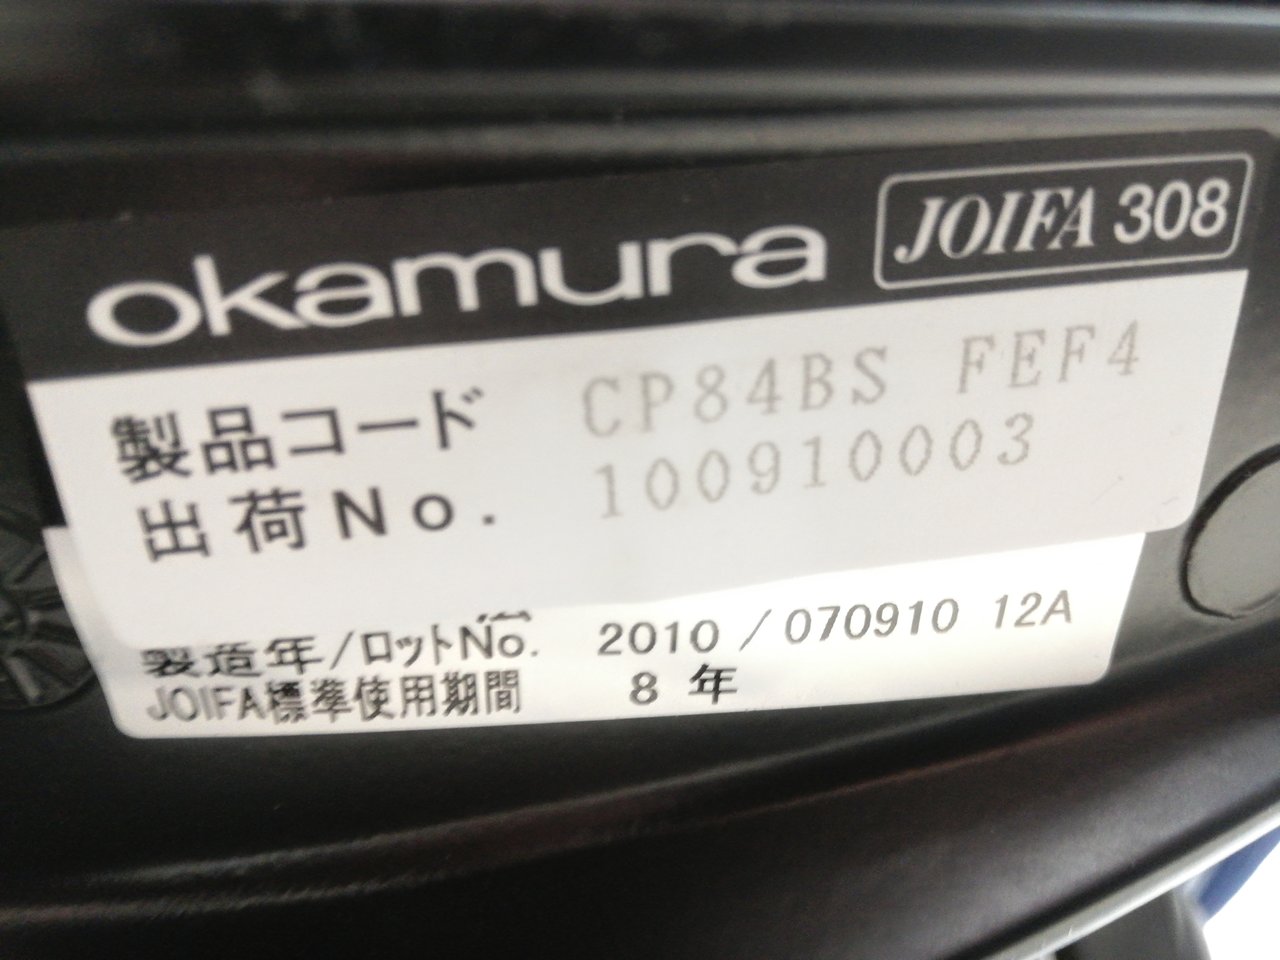 okamura JOIFA 308
製品コード CP84BS FEF4
出荷No. 100910003
製造年/ロットNo. 2010 / 070910 12A
JOIFA標準使用期間 8 年